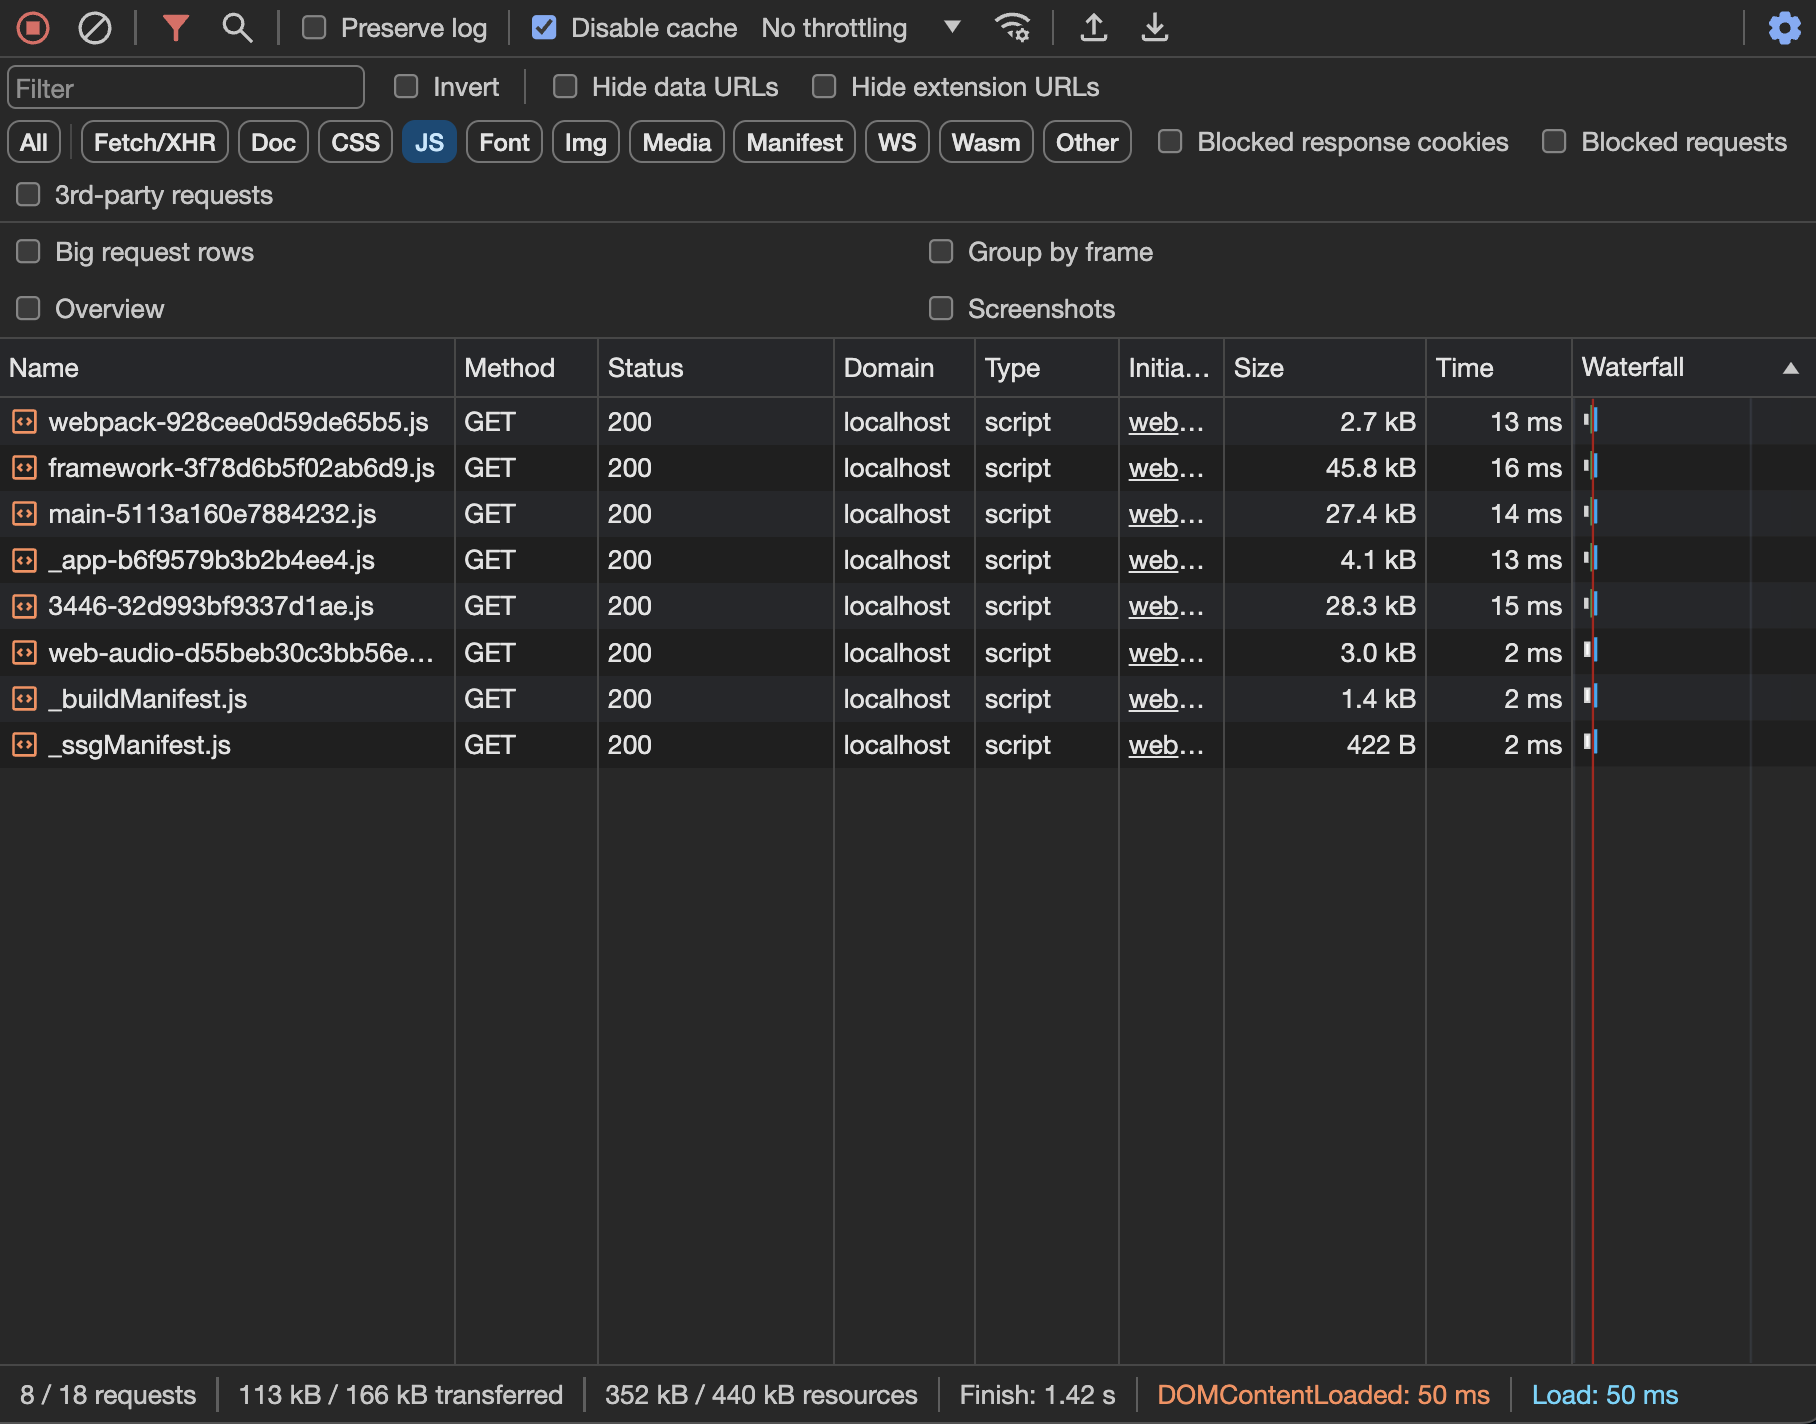 Preserve log Disable cache No throttling
Filter Invert Hide data URLs Hide extension URLs
All Fetch/XHR Doc CSS JS Font Img Media Manifest WS Wasm Other Blocked response cookies Blocked requests
3rd-party requests
Big request rows Group by frame
Overview Screenshots
Name Method Status Domain Type Initia... Size Time Waterfall
webpack-928cee0d59de65b5.js GET 200 localhost script web... 2.7 kB 13 ms
framework-3f78d6b5f02ab6d9.js GET 200 localhost script web... 45.8 kB 16 ms
main-5113a160e7884232.js GET 200 localhost script web... 27.4 kB 14 ms
_app-b6f9579b3b2b4ee4.js GET 200 localhost script web... 4.1 kB 13 ms
3446-32d993bf9337d1ae.js GET 200 localhost script web... 28.3 kB 15 ms
web-audio-d55beb30c3bb56e... GET 200 localhost script web... 3.0 kB 2 ms
_buildManifest.js GET 200 localhost script web... 1.4 kB 2 ms
_ssgManifest.js GET 200 localhost script web... 422 B 2 ms
8 / 18 requests 113 kB / 166 kB transferred 352 kB / 440 kB resources Finish: 1.42 s DOMContentLoaded: 50 ms Load: 50 ms